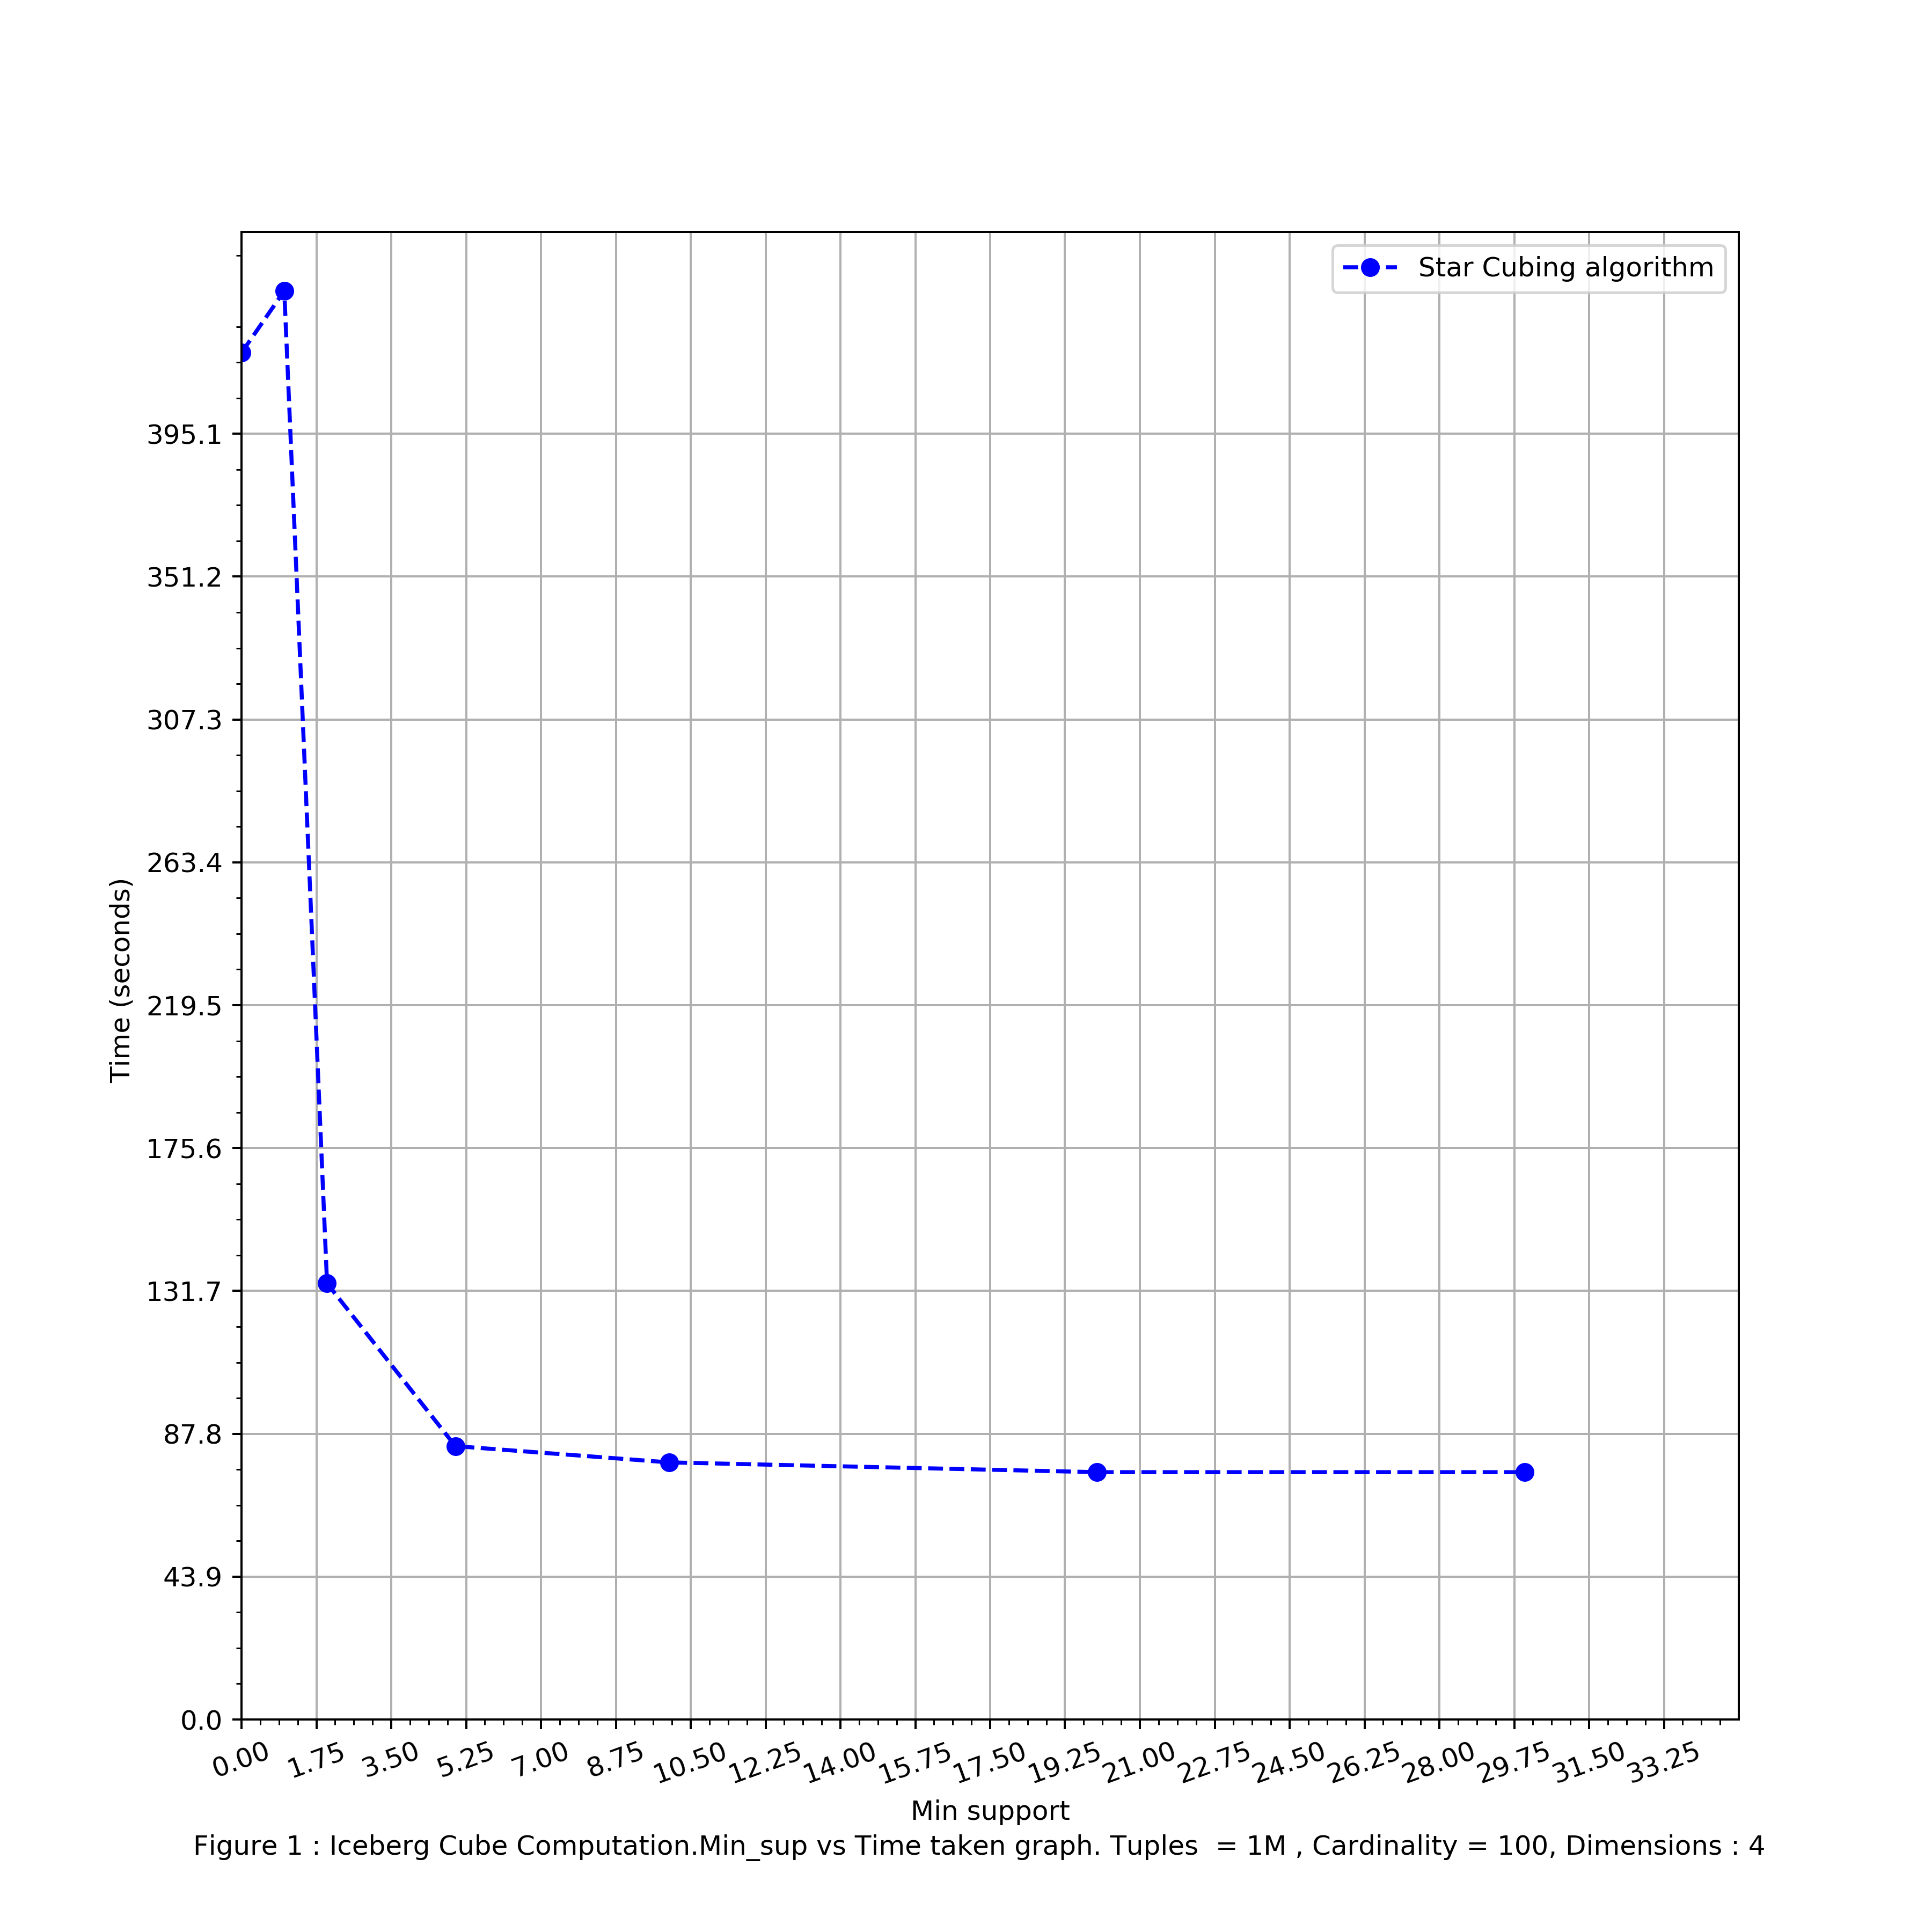 Star Cubing algorithm
395.1
351.2
307.3
263.4
219.5
175.6
131.7
87.8
43.9
0.0
Time (seconds)
0.00 1.75 3.50 5.25 7.00 8.75 10.50 12.25 14.00 15.75 17.50 19.25 21.00 22.75 24.50 26.25 28.00 29.75 31.50 33.25
Min support
Figure 1 : Iceberg Cube Computation.Min_sup vs Time taken graph. Tuples  = 1M , Cardinality = 100, Dimensions : 4